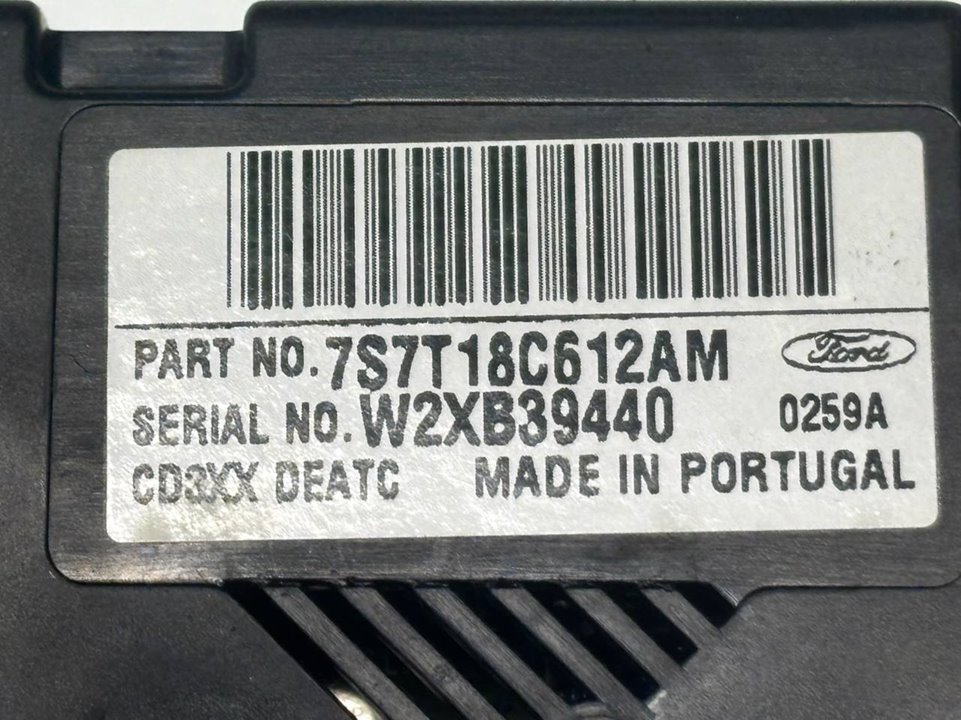 PART NO. 7S7T18C612AM
Ford
SERIAL NO. W2XB39440
0259A
CD3XX DEATC MADE IN PORTUGAL